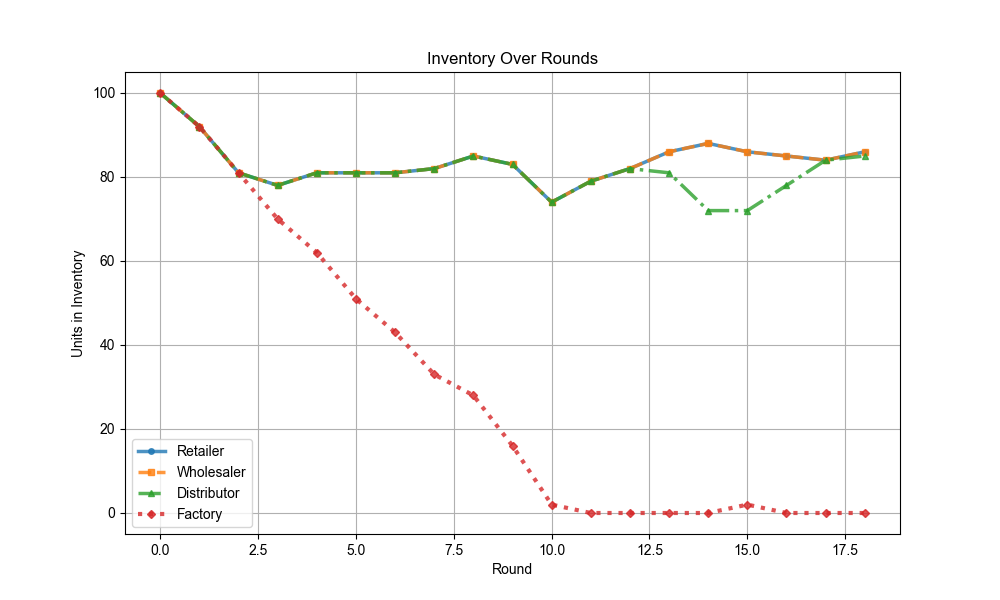 Inventory Over Rounds
Units in Inventory
100
80
60
40
20
0
Retailer
Wholesaler
Distributor
Factory
0.0 2.5 5.0 7.5 10.0 12.5 15.0 17.5
Round